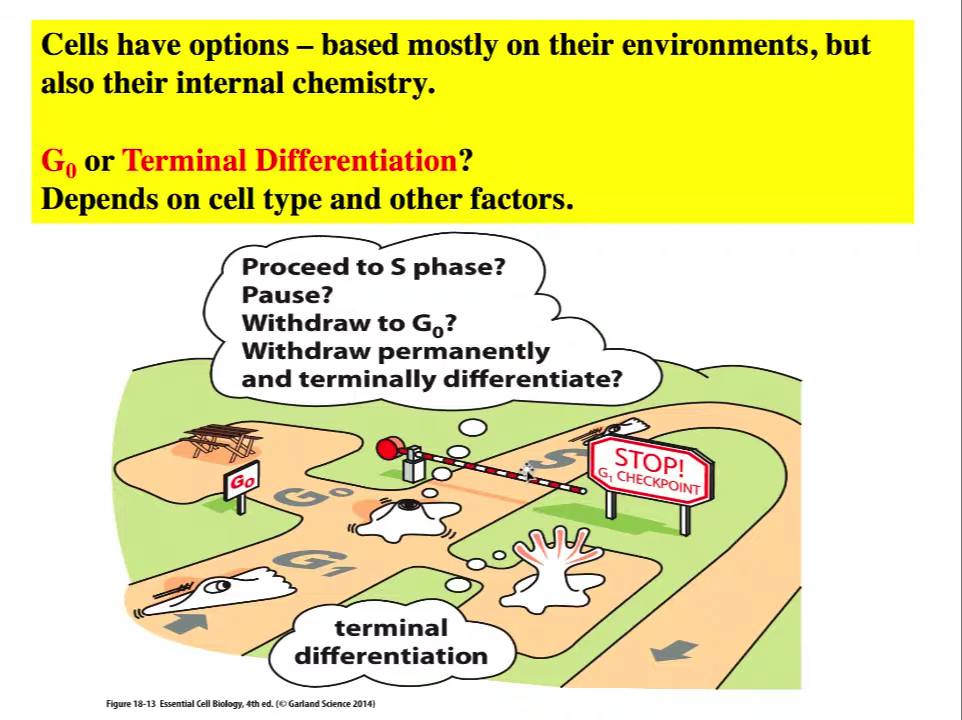 Cells have options – based mostly on their environments, but
also their internal chemistry.
G₀ or Terminal Differentiation?
Depends on cell type and other factors.
Proceed to S phase?
Pause?
Withdraw to G₀?
Withdraw permanently
and terminally differentiate?
G₀
G₀
S
STOP!
G₁ CHECKPOINT
G₁
terminal
differentiation
Figure 18-13 Essential Cell Biology, 4th ed. (© Garland Science 2014)